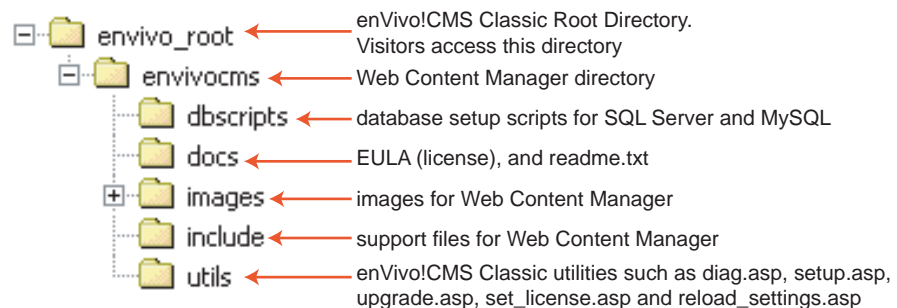 envivo_root
enVivo!CMS Classic Root Directory.
Visitors access this directory
envivocms
Web Content Manager directory
dbscripts
database setup scripts for SQL Server and MySQL
docs
EULA (license), and readme.txt
images
images for Web Content Manager
include
support files for Web Content Manager
utils
enVivo!CMS Classic utilities such as diag.asp, setup.asp,
upgrade.asp, set_license.asp and reload_settings.asp